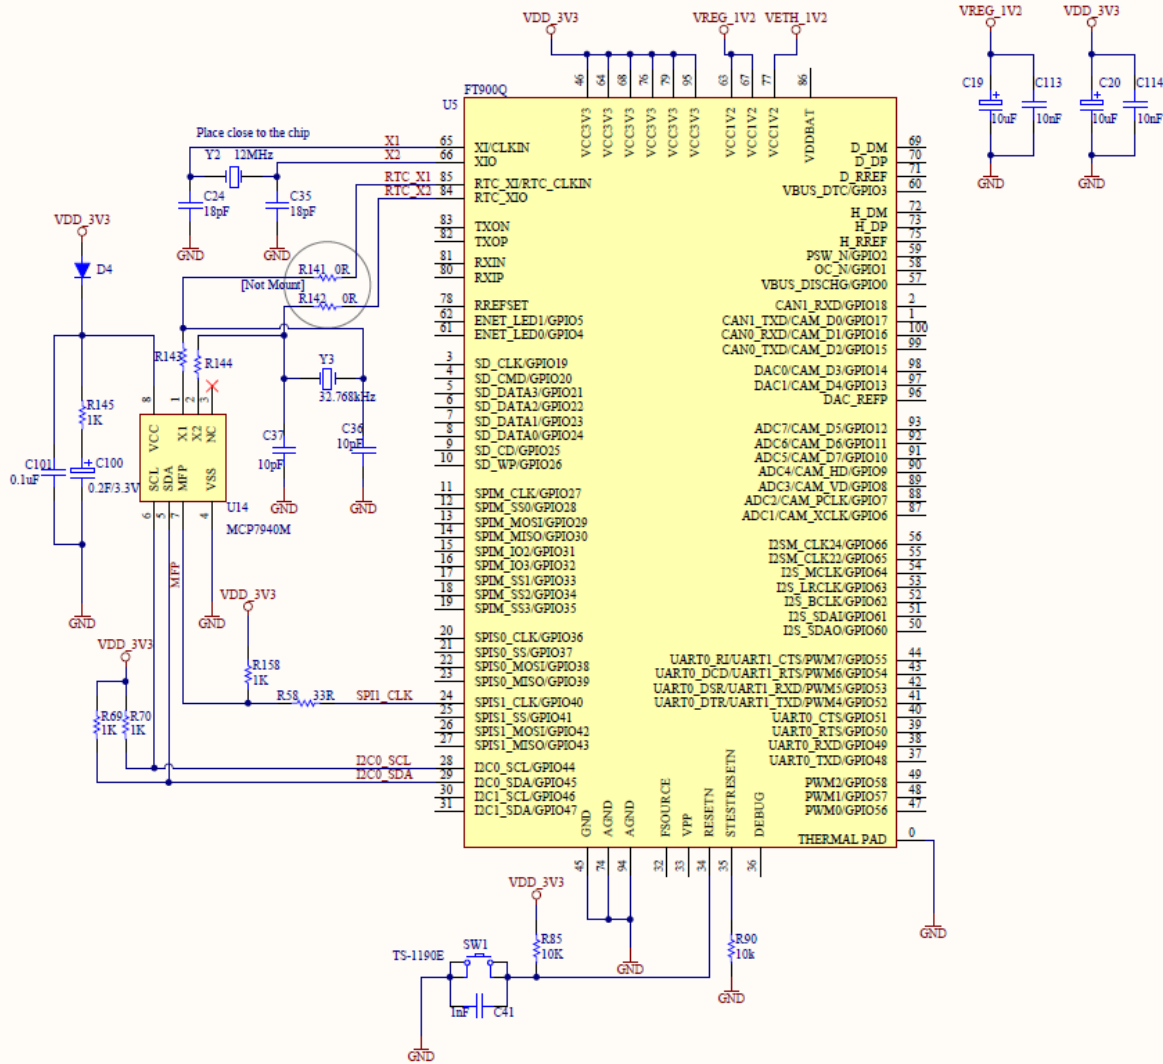 VDD_3V3
VREG_1V2
VETH_1V2
VREG_1V2
VDD_3V3
46
64
68
76
79
95
63
67
77
86
C19
C113
C20
C114
10uF
10nF
10uF
10nF
GND
GND
FT900Q
U5
VCC3V3
VCC3V3
VCC3V3
VCC3V3
VCC3V3
VCC3V3
VCC1V2
VCC1V2
VCC1V2
VDDBAT
Place close to the chip
Y2
12MHz
C24
18pF
C35
18pF
GND
GND
X1
X2
RTC_X1
RTC_X2
65 XI/CLKIN
66 XIO
85 RTC_XI/RTC_CLKIN
84 RTC_XIO
83 TXON
82 TXOP
81 RXIN
80 RXIP
78 RREFSET
62 ENET_LED1/GPIO5
61 ENET_LED0/GPIO4
3 SD_CLK/GPIO19
4 SD_CMD/GPIO20
5 SD_DATA3/GPIO21
6 SD_DATA2/GPIO22
7 SD_DATA1/GPIO23
8 SD_DATA0/GPIO24
9 SD_CD/GPIO25
10 SD_WP/GPIO26
11 SPIM_CLK/GPIO27
12 SPIM_SS0/GPIO28
13 SPIM_MOSI/GPIO29
14 SPIM_MISO/GPIO30
15 SPIM_IO2/GPIO31
16 SPIM_IO3/GPIO32
17 SPIM_SS1/GPIO33
18 SPIM_SS2/GPIO34
19 SPIM_SS3/GPIO35
20 SPIS0_CLK/GPIO36
21 SPIS0_SS/GPIO37
22 SPIS0_MOSI/GPIO38
23 SPIS0_MISO/GPIO39
24 SPIS1_CLK/GPIO40
25 SPIS1_SS/GPIO41
26 SPIS1_MOSI/GPIO42
27 SPIS1_MISO/GPIO43
28 I2C0_SCL/GPIO44
29 I2C0_SDA/GPIO45
30 I2C1_SCL/GPIO46
31 I2C1_SDA/GPIO47
D_DM 69
D_DP 70
D_RREF 71
VBUS_DTC/GPIO3 60
H_DM 72
H_DP 73
H_RREF 75
PSW_N/GPIO2 59
OC_N/GPIO1 58
VBUS_DISCHG/GPIO0 57
CAN1_RXD/GPIO18 2
CAN1_TXD/CAM_D0/GPIO17 1
CAN0_RXD/CAM_D1/GPIO16 100
CAN0_TXD/CAM_D2/GPIO15 99
DAC0/CAM_D3/GPIO14 98
DAC1/CAM_D4/GPIO13 97
DAC_REFP 96
ADC7/CAM_D5/GPIO12 93
ADC6/CAM_D6/GPIO11 92
ADC5/CAM_D7/GPIO10 91
ADC4/CAM_HD/GPIO9 90
ADC3/CAM_VD/GPIO8 89
ADC2/CAM_PCLK/GPIO7 88
ADC1/CAM_XCLK/GPIO6 87
I2SM_CLK24/GPIO66 56
I2SM_CLK22/GPIO65 55
I2S_MCLK/GPIO64 54
I2S_LRCLK/GPIO63 53
I2S_BCLK/GPIO62 52
I2S_SDAI/GPIO61 51
I2S_SDAO/GPIO60 50
UART0_RI/UART1_CTS/PWM7/GPIO55 44
UART0_DCD/UART1_RTS/PWM6/GPIO54 43
UART0_DSR/UART1_RXD/PWM5/GPIO53 42
UART0_DTR/UART1_TXD/PWM4/GPIO52 41
UART0_CTS/GPIO51 40
UART0_RTS/GPIO50 39
UART0_RXD/GPIO49 38
UART0_TXD/GPIO48 37
PWM2/GPIO58 49
PWM1/GPIO57 48
PWM0/GPIO56 47
THERMAL PAD 0
GND
VDD_3V3
D4
R141 0R
[Not Mount]
R142 0R
R143
R144
Y3
32.768kHz
R145
1K
C101
0.1uF
C100
0.2F/3.3V
8
1
2
3
VCC
X1
X2
NC
SCL
SDA
MFP
VSS
6
5
7
4
U14
MCP7940M
C37
10pF
C36
10pF
GND
GND
MFP
GND
GND
VDD_3V3
R158
1K
VDD_3V3
R58 33R
SPI1_CLK
R69
1K
R70
1K
I2C0_SCL
I2C0_SDA
GND
AGND
AGND
FSOURCE
VPP
RESETN
STESTRESETN
DEBUG
45
74
94
32
33
34
35
36
VDD_3V3
R85
10K
SW1
TS-1190E
1nF
C41
GND
GND
R90
10k
GND